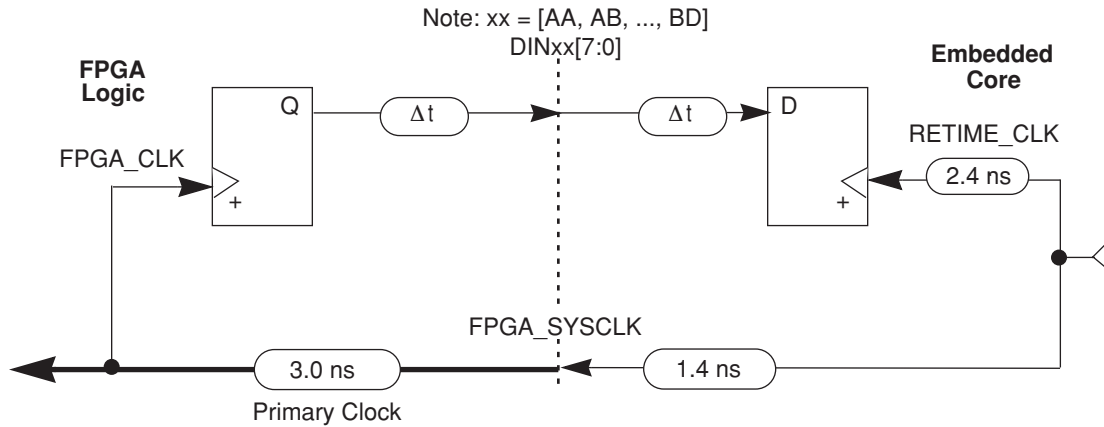 Note: xx = [AA, AB, ..., BD]
DINxx[7:0]
FPGA
Logic
Embedded
Core
Q
Δt
Δt
D
FPGA_CLK
RETIME_CLK
2.4 ns
+
+
FPGA_SYSCLK
3.0 ns
1.4 ns
Primary Clock